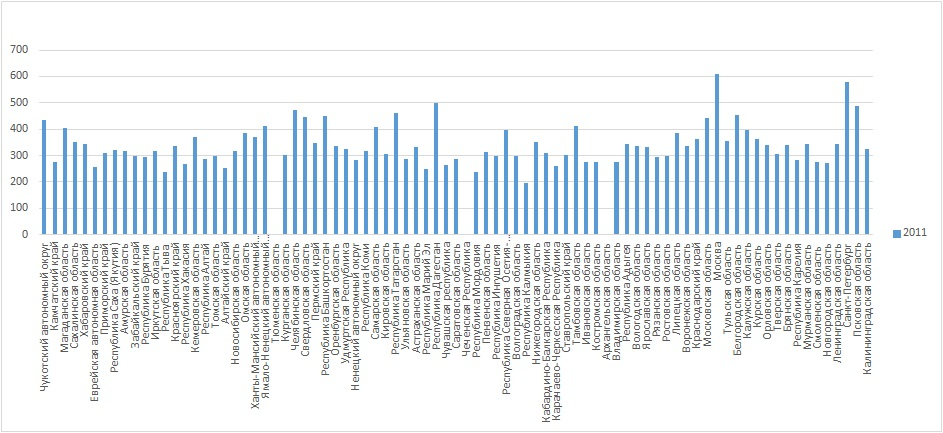 700
600
500
400
300
200
100
0
Чукотский автономный округ
Камчатский край
Магаданская область
Сахалинская область
Хабаровский край
Еврейская автономная область
Приморский край
Республика Саха (Якутия)
Амурская область
Забайкальский край
Республика Бурятия
Иркутская область
Республика Тыва
Красноярский край
Республика Хакасия
Кемеровская область
Республика Алтай
Томская область
Алтайский край
Новосибирская область
Омская область
Ханты-Мансийский автономный…
Ямало-Ненецкий автономный…
Тюменская область
Курганская область
Челябинская область
Свердловская область
Пермский край
Республика Башкортостан
Оренбургская область
Удмуртская Республика
Ненецкий автономный округ
Республика Коми
Самарская область
Кировская область
Республика Татарстан
Ульяновская область
Астраханская область
Республика Марий Эл
Республика Дагестан
Чувашская республика
Саратовская область
Чеченская Республика
Республика Мордовия
Пензенская область
Республика Ингушетия
Республика Северная Осетия-…
Волгоградская область
Республика Калмыкия
Нижегородская область
Кабардино-Балкарская Республика
Карачаево-Черкесская Республика
Ставропольский край
Тамбовская область
Ивановская область
Костромская область
Архангельская область
Владимирская область
Республика Адыгея
Вологодская область
Ярославская область
Рязанская область
Ростовская область
Липецкая область
Воронежская область
Краснодарский край
Московская область
Москва
Тульская область
Белгородская область
Калужская область
Курская область
Орловская область
Тверская область
Брянская область
Республика Карелия
Мурманская область
Смоленская область
Новгородская область
Ленинградская область
Санкт-Петербург
Псковская область
Калининградская область
2011